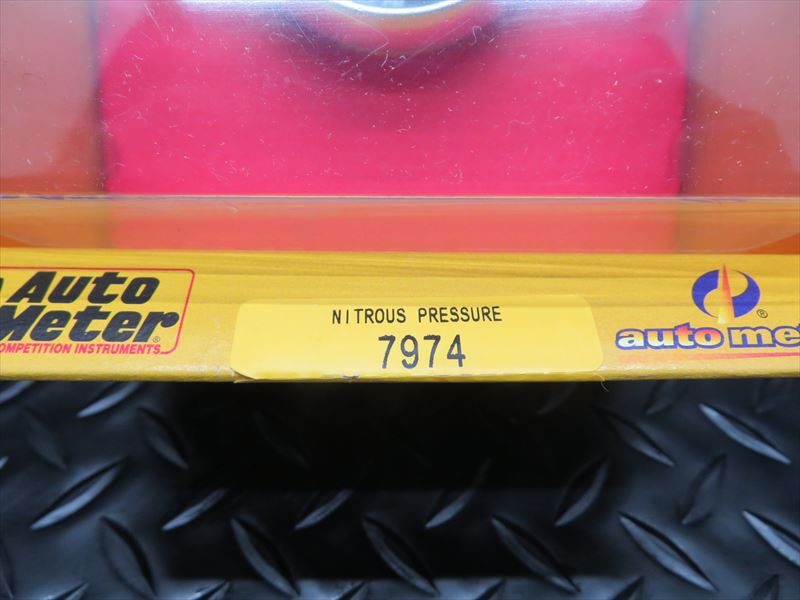 Auto
Meter®
COMPETITION INSTRUMENTS
NITROUS PRESSURE
7974
®
auto me